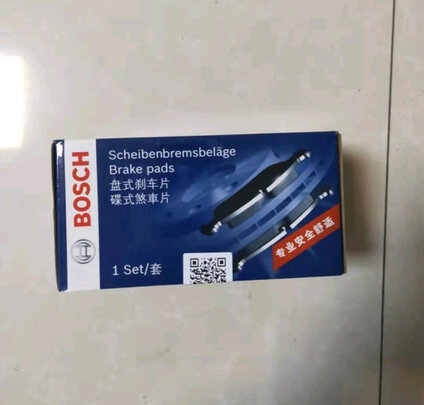 BOSCH
Scheibenbremsbeläge
Brake pads
盘式刹车片
碟式煞車片
1 Set/套
专业安全舒适